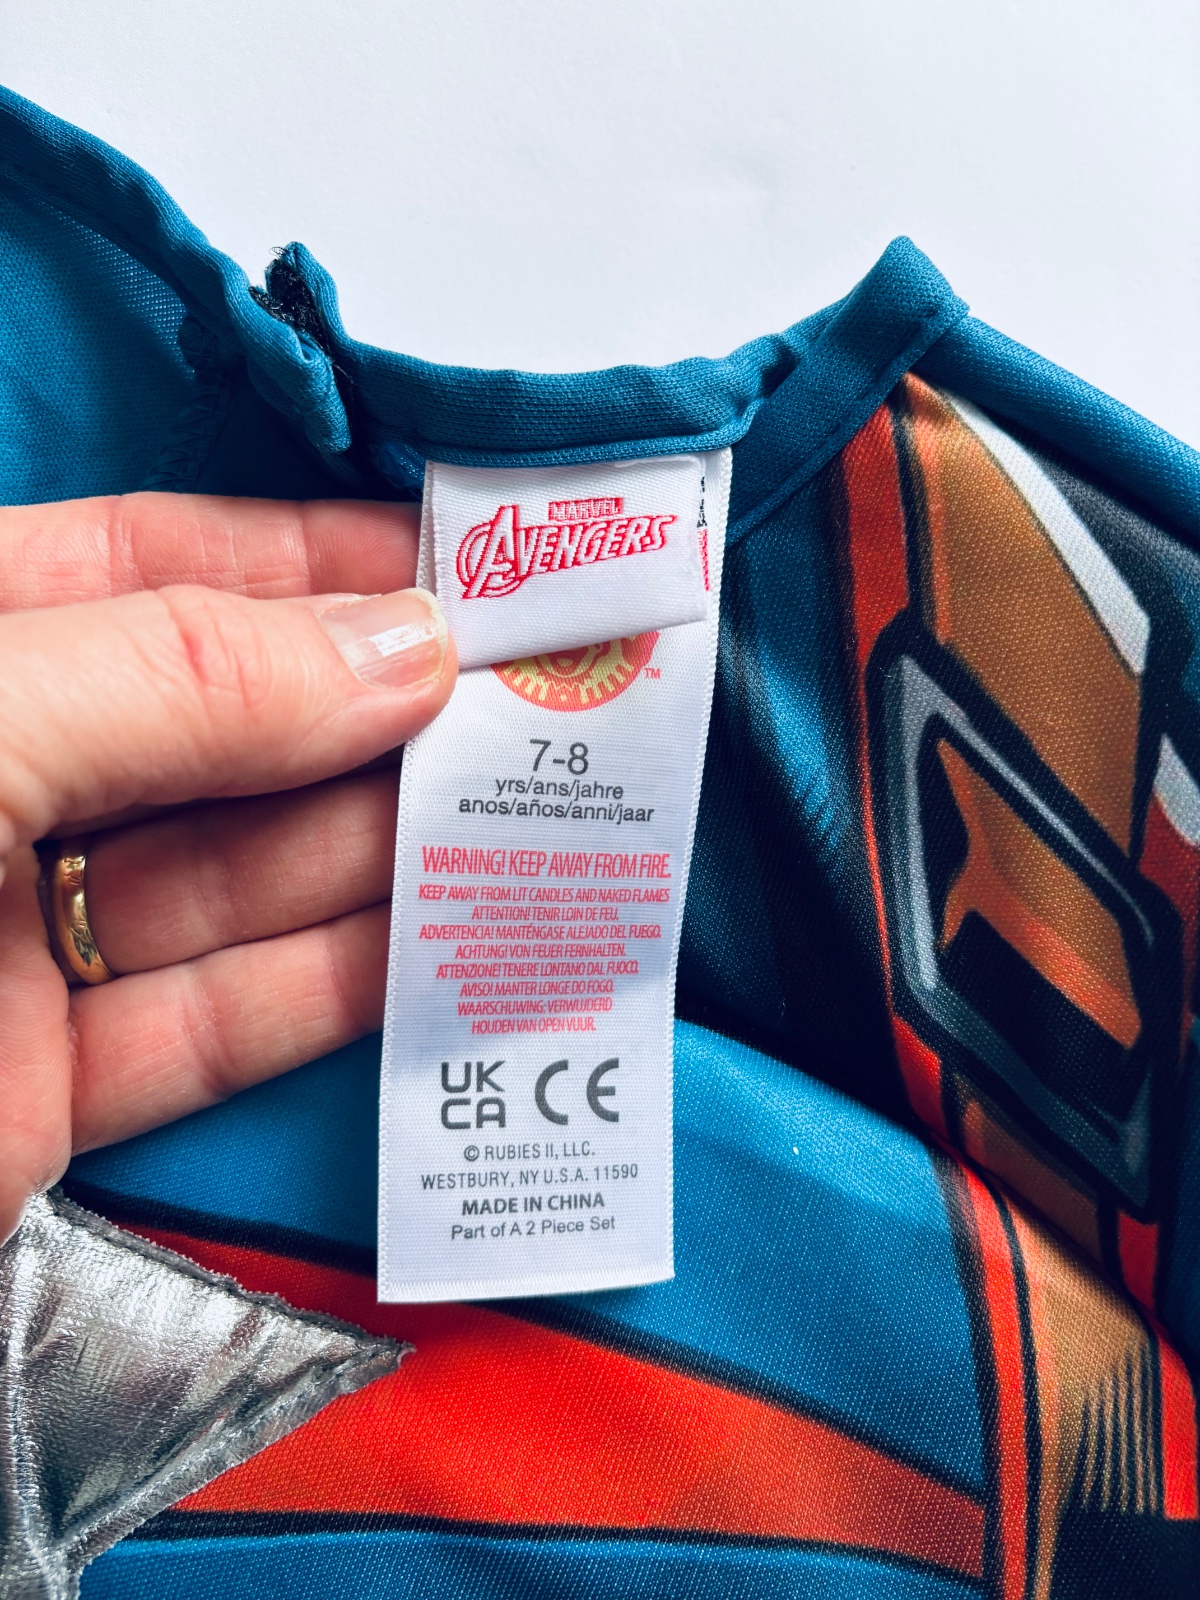 MARVEL
AVENGERS
TM
7-8
yrs/ans/jahre
anos/años/anni/jaar
WARNING! KEEP AWAY FROM FIRE.
KEEP AWAY FROM LIT CANDLES AND NAKED FLAMES
ATTENTION! TENIR LOIN DE FEU.
ADVERTENCIA! MANTÉNGASE ALEJADO DEL FUEGO.
ACHTUNG! VON FEUER FERNHALTEN.
ATTENZIONE! TENERE LONTANO DAL FUOCO.
AVISO! MANTER LONGE DO FOGO.
WAARSCHUWING: VERWIJDERD
HOUDEN VAN OPEN VUUR.
UK CE
CA
© RUBIES II, LLC.
WESTBURY, NY U.S.A. 11590
MADE IN CHINA
Part of A 2 Piece Set